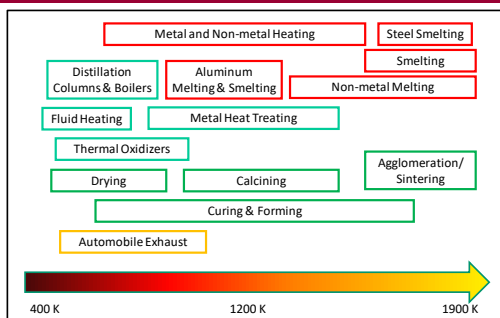 Metal and Non-metal Heating
Steel Smelting
Smelting
Distillation
Columns & Boilers
Aluminum
Melting & Smelting
Non-metal Melting
Fluid Heating
Metal Heat Treating
Thermal Oxidizers
Agglomeration/
Sintering
Drying
Calcining
Curing & Forming
Automobile Exhaust
400 K
1200 K
1900 K